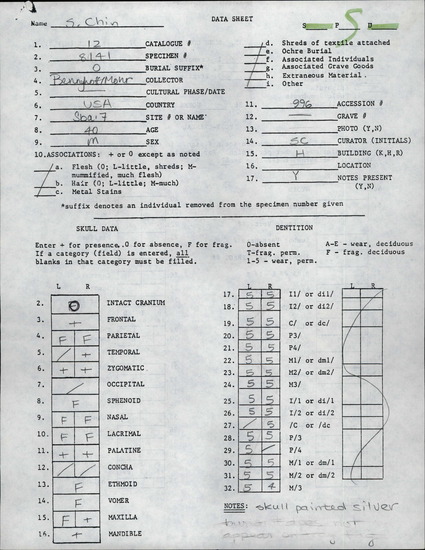 DATA SHEET
Name S. Chin
S P S D
1. 12 CATALOGUE #
2. 8141 SPECIMEN #
3. 0 BURIAL SUFFIX*
4. Bennyhoff/Mohr COLLECTOR
5. CULTURAL PHASE/DATE
6. USA COUNTRY
7. Sba:7 SITE # OR NAME
8. 40 AGE
9. M SEX
10. ASSOCIATIONS: + or 0 except as noted
a. Flesh (0; L-little, shreds; M-
mummified, much flesh)
b. Hair (0; L-little; M-much)
c. Metal Stains
d. Shreds of textile attached
e. Ochre Burial
f. Associated Individuals
g. Associated Grave Goods
h. Extraneous Material.
i. Other
11. 996 ACCESSION #
12. GRAVE #
13. PHOTO (Y,N)
14. SC CURATOR (INITIALS)
15. H BUILDING (K,H,R)
16. LOCATION
17. Y NOTES PRESENT
(Y,N)
*suffix denotes an individual removed from the specimen number given
SKULL DATA
Enter + for presence, 0 for absence, F for frag.
If a category (field) is entered, all
blanks in that category must be filled.
L R
2. 0 INTACT CRANIUM
3. + FRONTAL
4. F F PARIETAL
5. / + TEMPORAL
6. + + ZYGOMATIC
7. / OCCIPITAL
8. F SPHENOID
9. F F NASAL
10. F F LACRIMAL
11. + + PALATINE
12. / / CONCHA
13. F ETHMOID
14. F VOMER
15. F + MAXILLA
16. + MANDIBLE
DENTITION
0-absent A-E - wear, deciduous
T-frag. perm. F - frag. deciduous
1-5 - wear, perm.
L R L R
17. 5 5 I1/ or di1/
18. 5 5 I2/ or di2/
19. 5 5 C/ or dc/
20. 5 5 P3/
21. 5 5 P4/
22. 5 5 M1/ or dm1/
23. 5 5 M2/ or dm2/
24. 5 5 M3/
25. 5 5 I/1 or di/1
26. 5 5 I/2 or di/2
27. / 5 /C or /dc
28. 5 5 P/3
29. 5 / P/4
30. 5 5 M/1 or dm/1
31. 5 5 M/2 or dm/2
32. 5 4 M/3
NOTES: skull painted silver